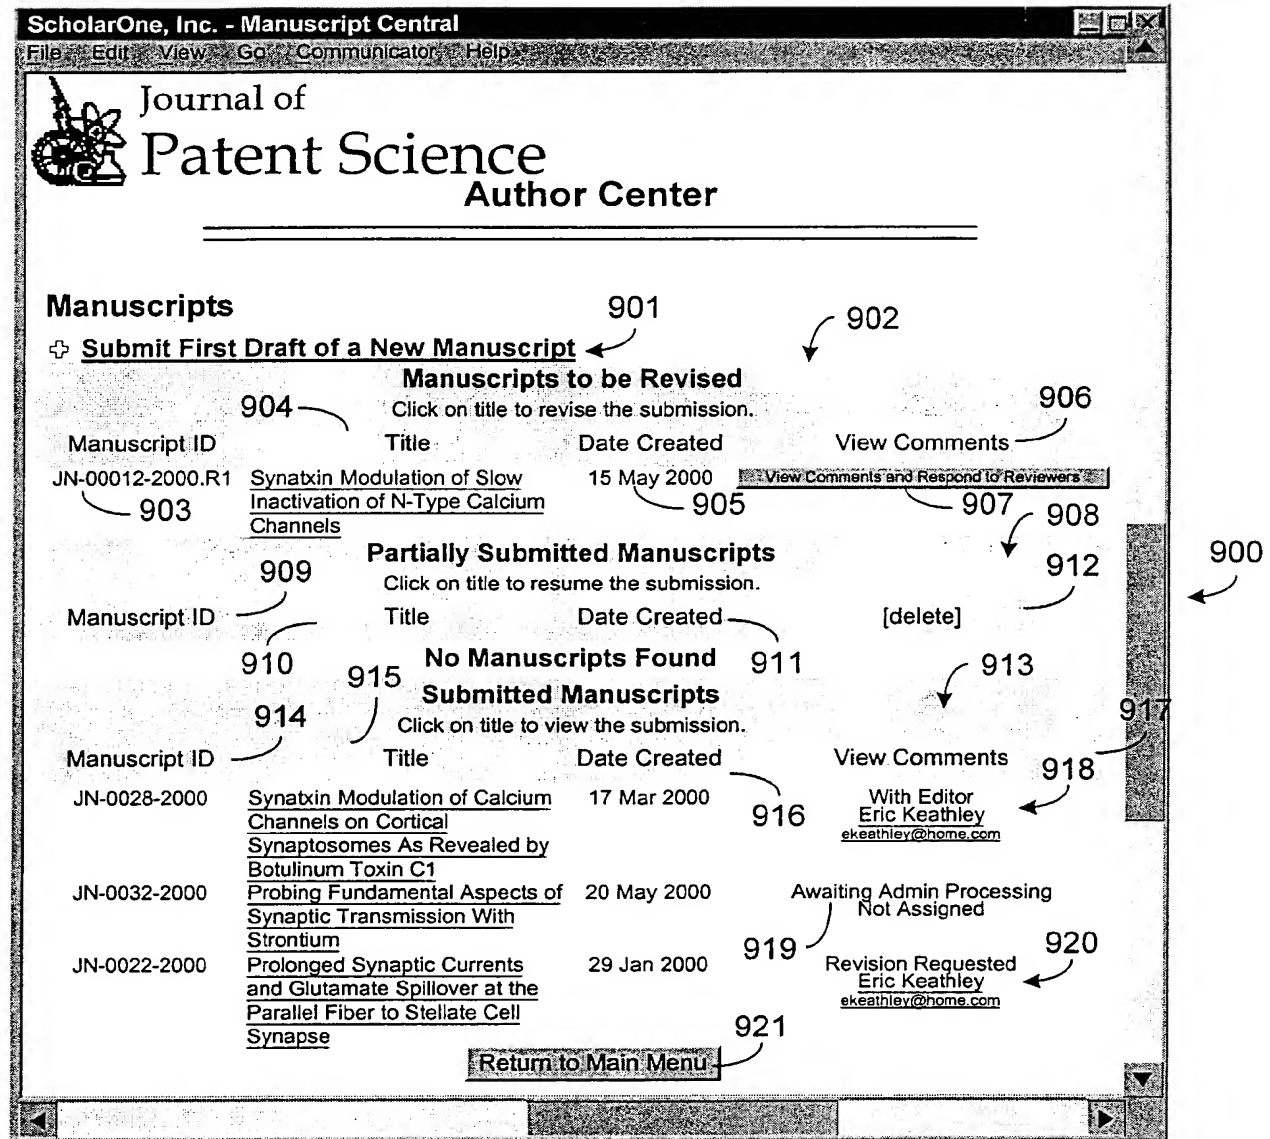 ScholarOne, Inc. - Manuscript Central
File Edit View Go Communicator Help
Journal of
Patent Science
Author Center
Manuscripts
901
902
Submit First Draft of a New Manuscript
Manuscripts to be Revised
904
Click on title to revise the submission.
906
Manuscript ID Title Date Created View Comments
JN-00012-2000.R1 Synatxin Modulation of Slow 15 May 2000 View Comments and Respond to Reviewers
Inactivation of N-Type Calcium
Channels
903
905
907
908
Partially Submitted Manuscripts
900
909
Click on title to resume the submission.
912
Manuscript ID Title Date Created [delete]
910
No Manuscripts Found
911
913
915
Submitted Manuscripts
914
Click on title to view the submission.
917
Manuscript ID Title Date Created View Comments
918
JN-0028-2000 Synatxin Modulation of Calcium 17 Mar 2000 With Editor
Channels on Cortical Eric Keathley
Synaptosomes As Revealed by ekeathley@home.com
Botulinum Toxin C1
916
JN-0032-2000 Probing Fundamental Aspects of 20 May 2000 Awaiting Admin Processing
Synaptic Transmission With Not Assigned
Strontium
919
920
JN-0022-2000 Prolonged Synaptic Currents 29 Jan 2000 Revision Requested
and Glutamate Spillover at the Eric Keathley
Parallel Fiber to Stellate Cell ekeathley@home.com
Synapse
921
Return to Main Menu